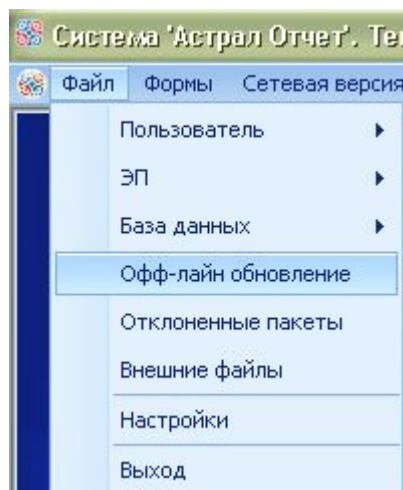 Система 'Астрал Отчет'.
Файл Формы Сетевая версия
Пользователь
ЭП
База данных
Офф-лайн обновление
Отклоненные пакеты
Внешние файлы
Настройки
Выход